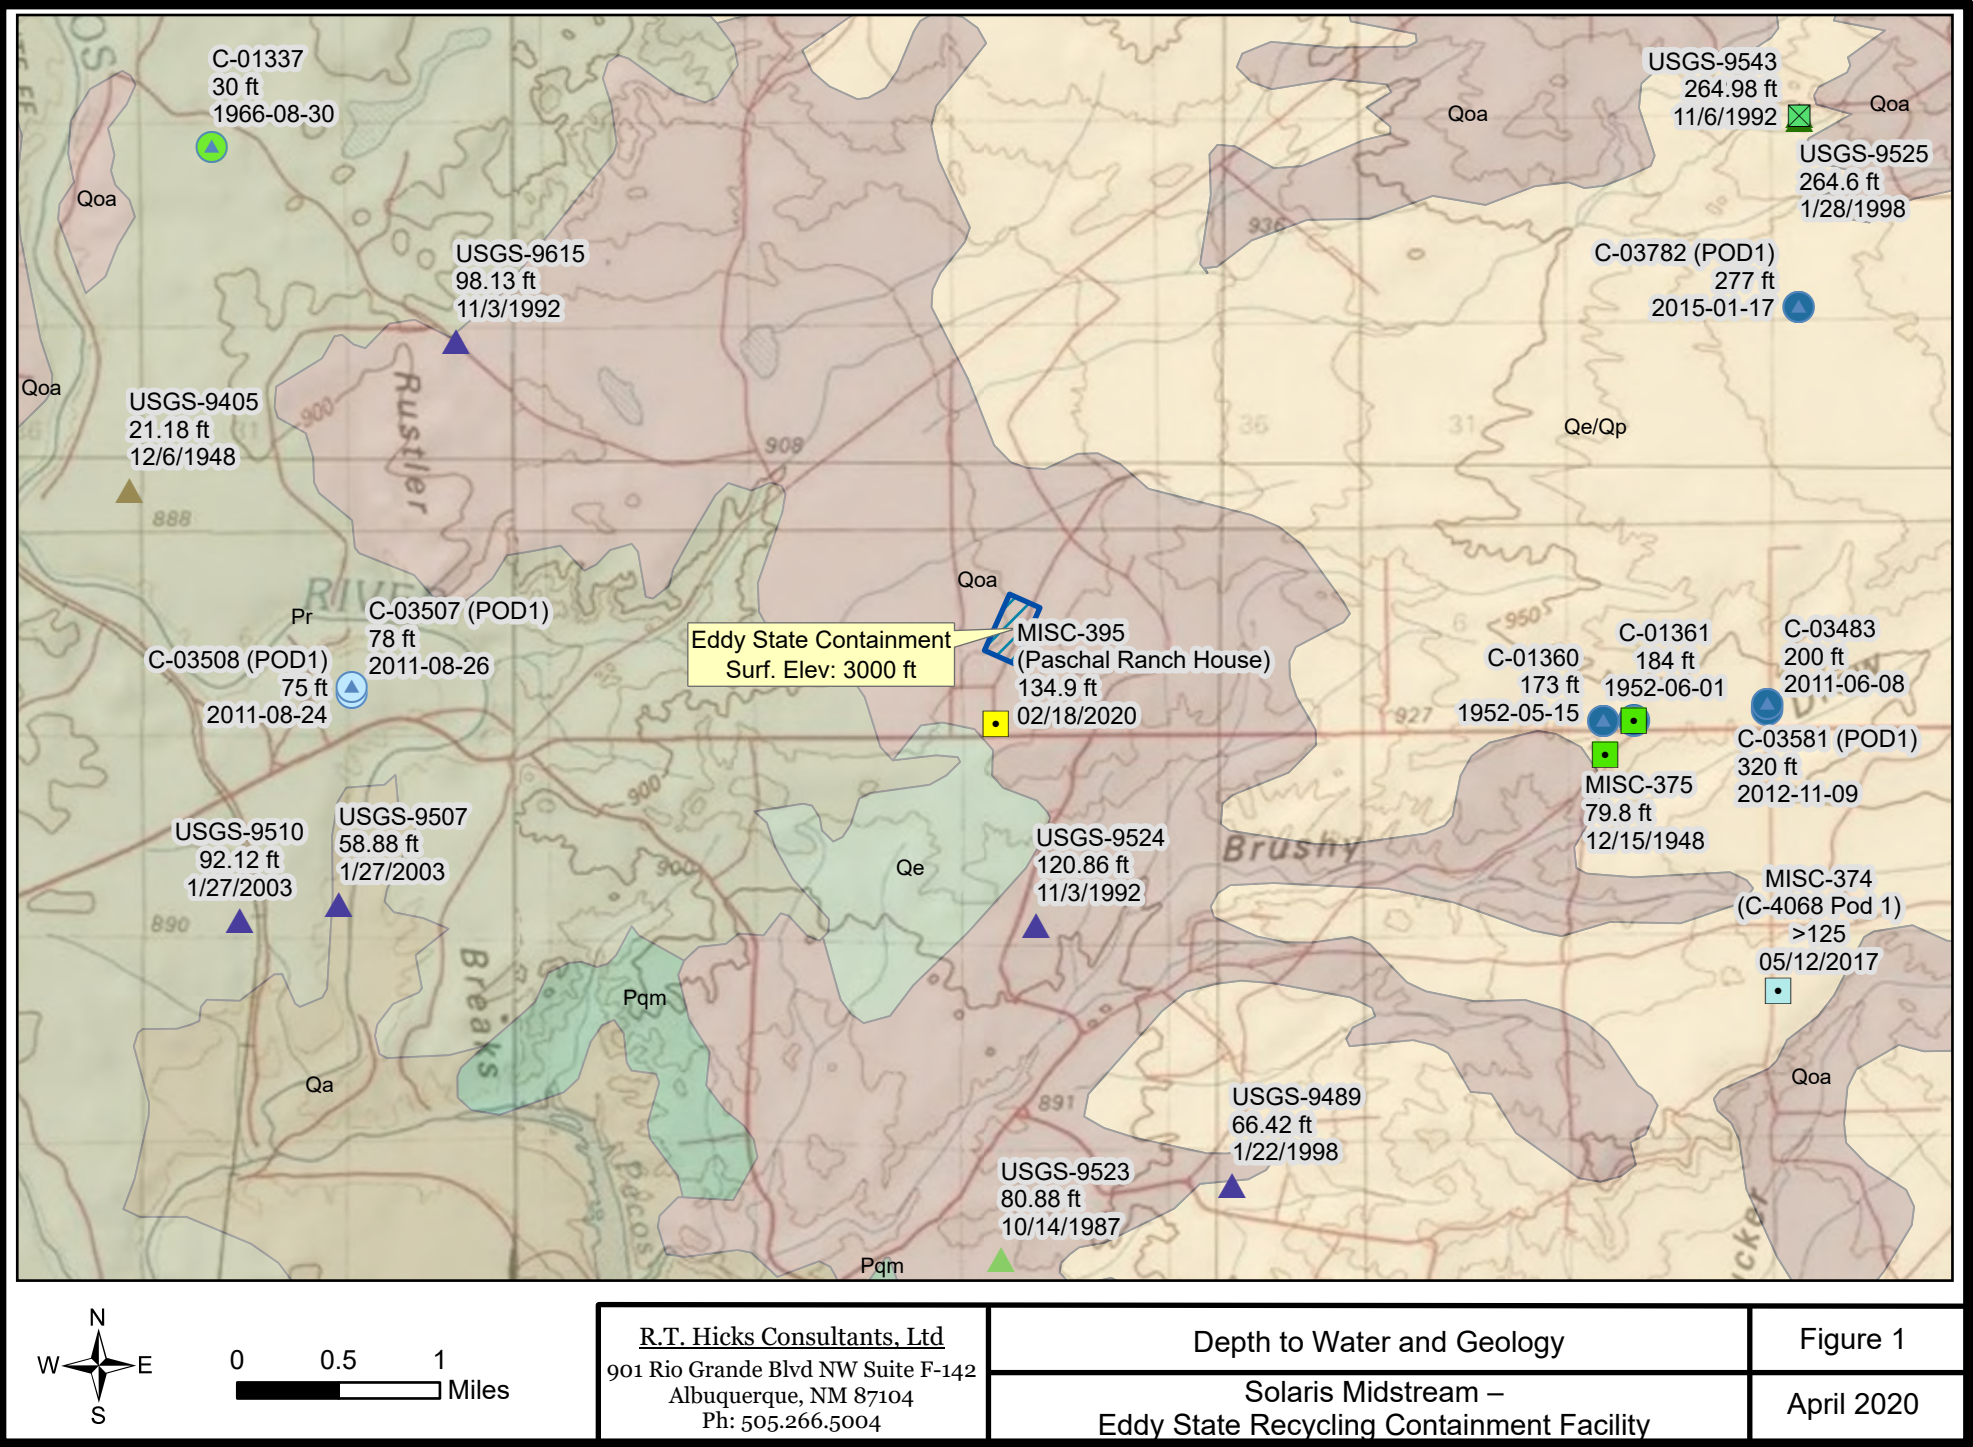 C-01337
30 ft
1966-08-30
USGS-9543
264.98 ft
11/6/1992
Qoa
Qoa
USGS-9525
264.6 ft
1/28/1998
Qoa
936
USGS-9615
98.13 ft
11/3/1992
C-03782 (POD1)
277 ft
2015-01-17
Qoa
Rustler
900
USGS-9405
21.18 ft
12/6/1948
31
908
36
31
Qe/Qp
888
Qoa
RIVER
Pr
C-03507 (POD1)
78 ft
2011-08-26
C-03508 (POD1)
75 ft
2011-08-24
Eddy State Containment
Surf. Elev: 3000 ft
MISC-395
(Paschal Ranch House)
134.9 ft
02/18/2020
950
6
C-01360
173 ft
1952-05-15
C-01361
184 ft
1952-06-01
C-03483
200 ft
2011-06-08
927
C-03581 (POD1)
320 ft
2012-11-09
MISC-375
79.8 ft
12/15/1948
900
USGS-9510
92.12 ft
1/27/2003
USGS-9507
58.88 ft
1/27/2003
900
Qe
USGS-9524
120.86 ft
11/3/1992
Brushy
MISC-374
(C-4068 Pod 1)
>125
05/12/2017
890
Breaks
Pqm
Qa
891
USGS-9489
66.42 ft
1/22/1998
Qoa
Pecos
USGS-9523
80.88 ft
10/14/1987
Pqm
N
W E
S
0 0.5 1
Miles
R.T. Hicks Consultants, Ltd
901 Rio Grande Blvd NW Suite F-142
Albuquerque, NM 87104
Ph: 505.266.5004
Depth to Water and Geology
Solaris Midstream –
Eddy State Recycling Containment Facility
Figure 1
April 2020